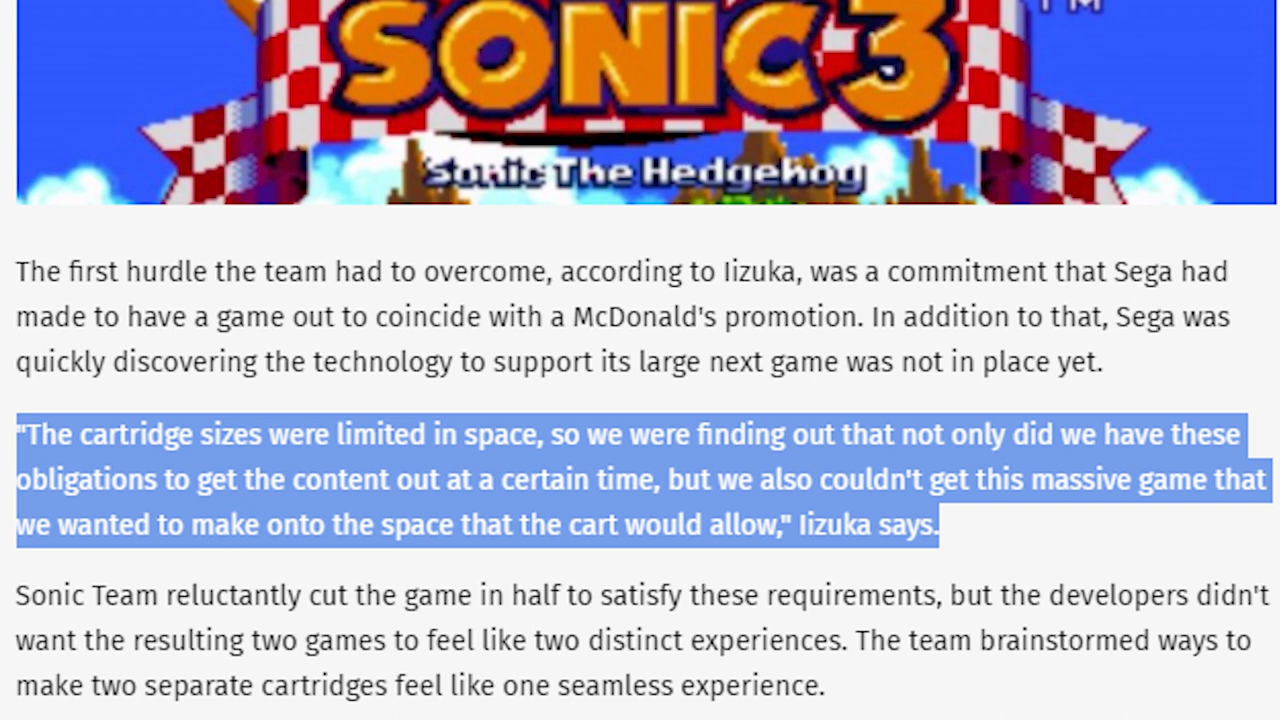 TM
SONIC 3
Sonic The Hedgehog
The first hurdle the team had to overcome, according to Iizuka, was a commitment that Sega had
made to have a game out to coincide with a McDonald's promotion. In addition to that, Sega was
quickly discovering the technology to support its large next game was not in place yet.
"The cartridge sizes were limited in space, so we were finding out that not only did we have these
obligations to get the content out at a certain time, but we also couldn't get this massive game that
we wanted to make onto the space that the cart would allow," Iizuka says.
Sonic Team reluctantly cut the game in half to satisfy these requirements, but the developers didn't
want the resulting two games to feel like two distinct experiences. The team brainstormed ways to
make two separate cartridges feel like one seamless experience.